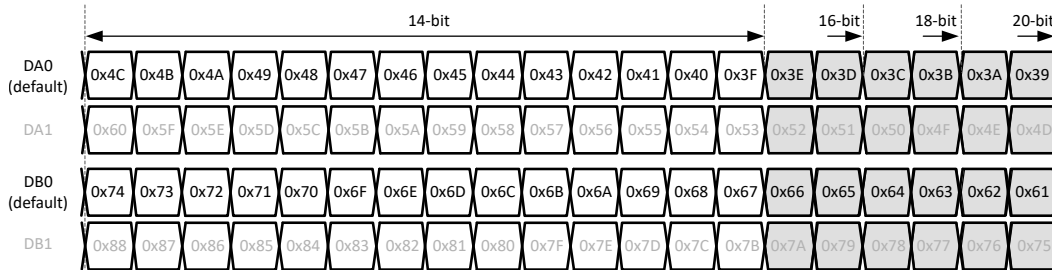 14-bit 16-bit 18-bit 20-bit
DA0 (default) 0x4C 0x4B 0x4A 0x49 0x48 0x47 0x46 0x45 0x44 0x43 0x42 0x41 0x40 0x3F 0x3E 0x3D 0x3C 0x3B 0x3A 0x39
DA1 0x60 0x5F 0x5E 0x5D 0x5C 0x5B 0x5A 0x59 0x58 0x57 0x56 0x55 0x54 0x53 0x52 0x51 0x50 0x4F 0x4E 0x4D
DB0 (default) 0x74 0x73 0x72 0x71 0x70 0x6F 0x6E 0x6D 0x6C 0x6B 0x6A 0x69 0x68 0x67 0x66 0x65 0x64 0x63 0x62 0x61
DB1 0x88 0x87 0x86 0x85 0x84 0x83 0x82 0x81 0x80 0x7F 0x7E 0x7D 0x7C 0x7B 0x7A 0x79 0x78 0x77 0x76 0x75